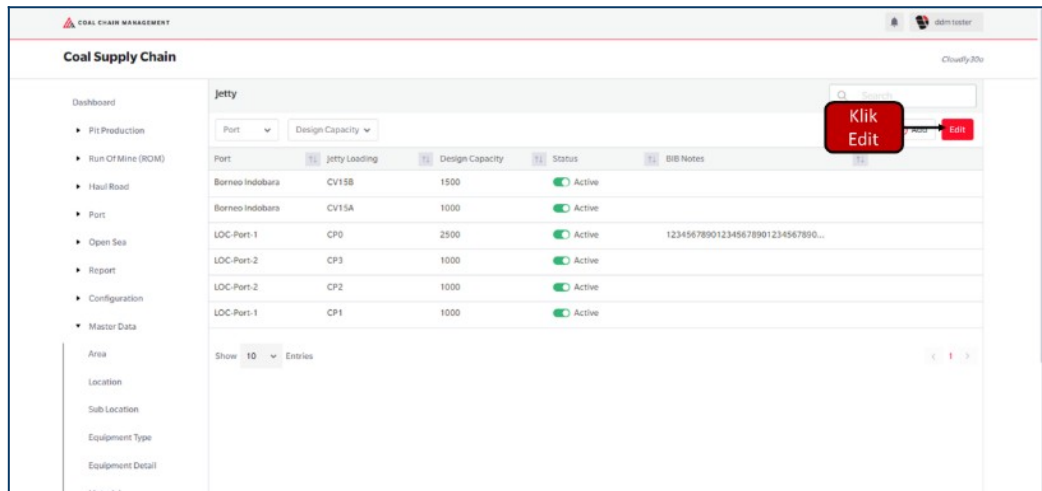 COAL CHAIN MANAGEMENT
ddm tester
Coal Supply Chain
Cloudly30u
Dashboard
Pit Production
Run Of Mine (ROM)
Haul Road
Port
Open Sea
Report
Configuration
Master Data
Area
Location
Sub Location
Equipment Type
Equipment Detail
Jetty
Search
Port
Design Capacity
Klik
Edit
Add
Edit
Port Jetty Loading Design Capacity Status BIB Notes
Borneo Indobara CV15B 1500 Active
Borneo Indobara CV15A 1000 Active
LOC-Port-1 CP0 2500 Active 123456789012345678901234567890...
LOC-Port-2 CP3 1000 Active
LOC-Port-2 CP2 1000 Active
LOC-Port-1 CP1 1000 Active
Show 10 Entries
1